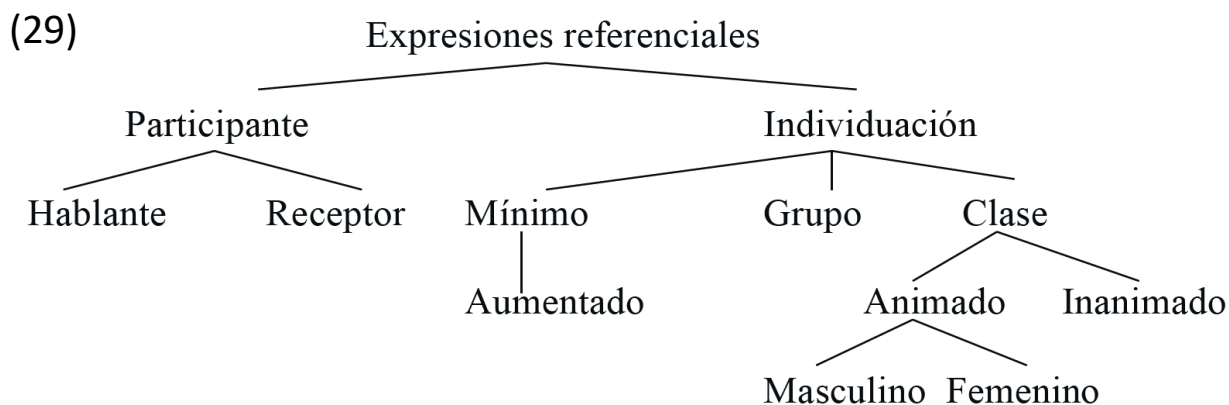 (29)
Expresiones referenciales
Participante Individuación
Hablante Receptor Mínimo Grupo Clase
Aumentado Animado Inanimado
Masculino Femenino